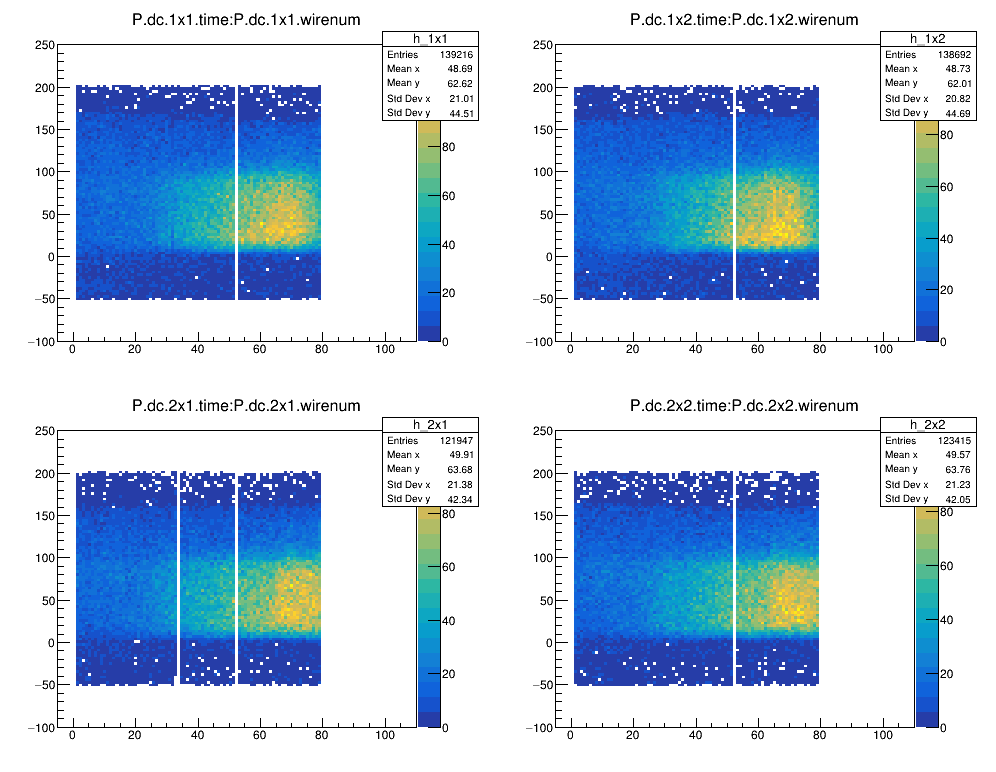 P.dc.1x1.time:P.dc.1x1.wirenum
h_1x1
Entries 139216
Mean x 48.69
Mean y 62.62
Std Dev x 21.01
Std Dev y 44.51
250
200
150
100
50
0
−50
−100
0 20 40 60 80 100
80
60
40
20
0
P.dc.1x2.time:P.dc.1x2.wirenum
h_1x2
Entries 138692
Mean x 48.73
Mean y 62.01
Std Dev x 20.82
Std Dev y 44.69
250
200
150
100
50
0
−50
−100
0 20 40 60 80 100
80
60
40
20
0
P.dc.2x1.time:P.dc.2x1.wirenum
h_2x1
Entries 121947
Mean x 49.91
Mean y 63.68
Std Dev x 21.38
Std Dev y 42.34
250
200
150
100
50
0
−50
−100
0 20 40 60 80 100
80
60
40
20
0
P.dc.2x2.time:P.dc.2x2.wirenum
h_2x2
Entries 123415
Mean x 49.57
Mean y 63.76
Std Dev x 21.23
Std Dev y 42.05
250
200
150
100
50
0
−50
−100
0 20 40 60 80 100
80
60
40
20
0